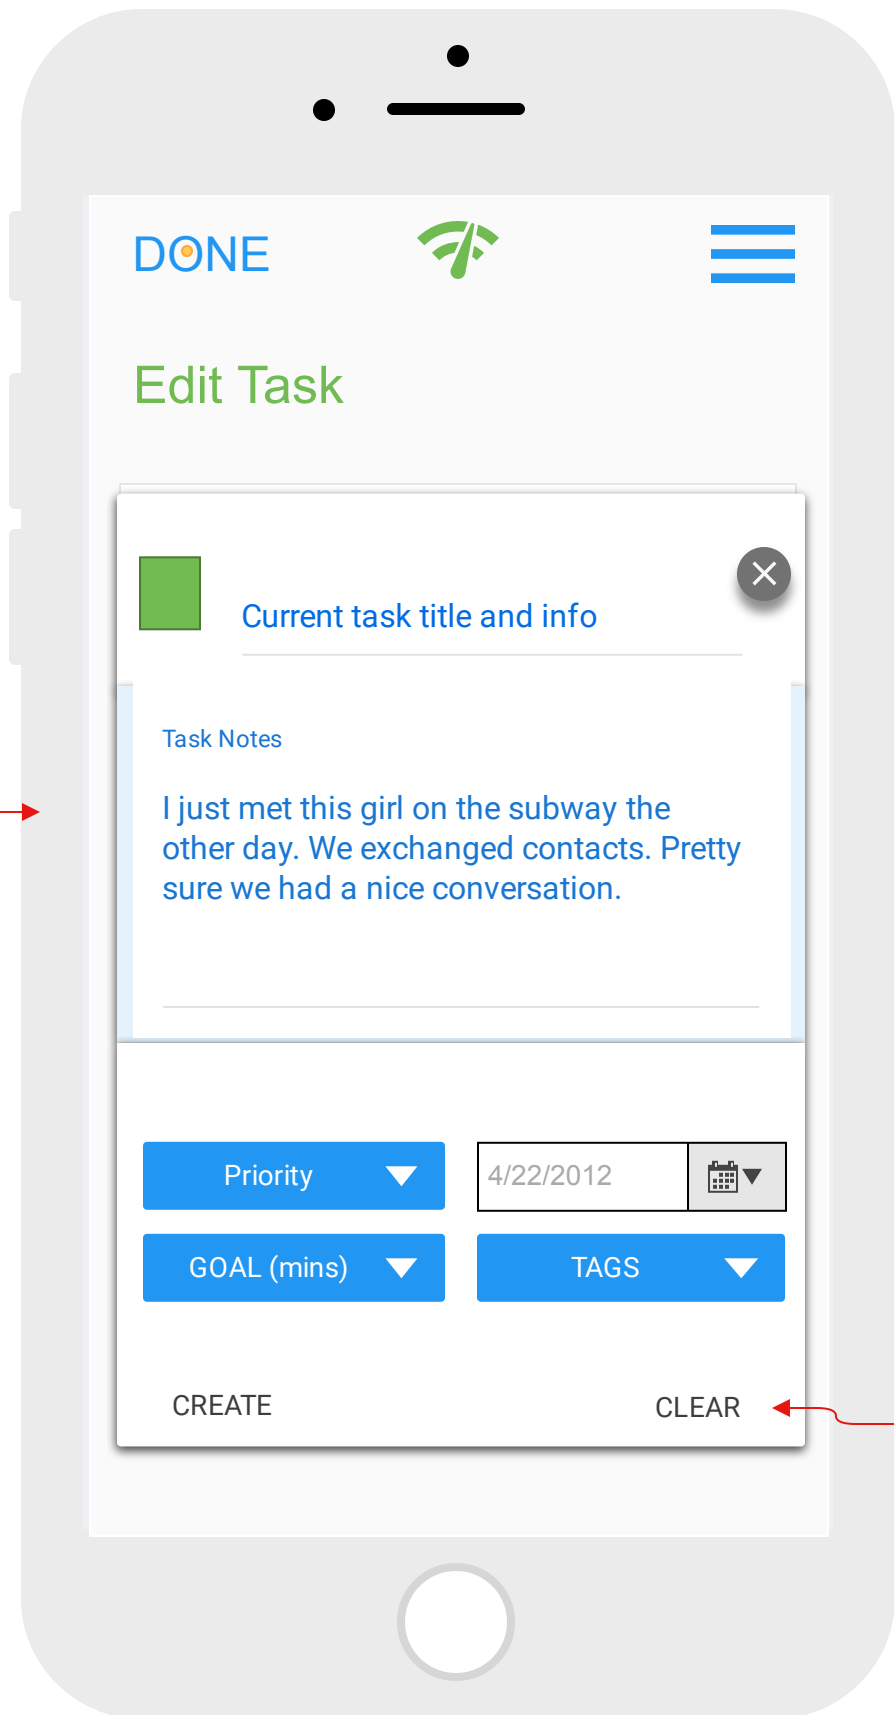 DONE
Edit Task
Current task title and info
Task Notes
I just met this girl on the subway the
other day. We exchanged contacts. Pretty
sure we had a nice conversation.
Priority
4/22/2012
GOAL (mins)
TAGS
CREATE
CLEAR